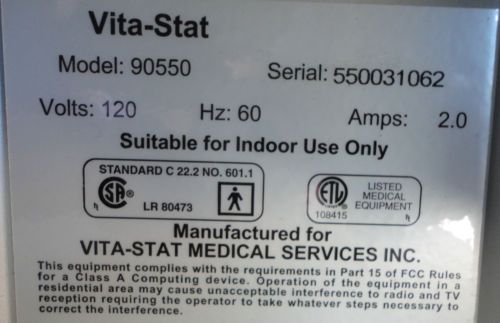 Vita-Stat
Model: 90550 Serial: 550031062
Volts: 120 Hz: 60 Amps: 2.0
Suitable for Indoor Use Only
STANDARD C 22.2 NO. 601.1
LR 80473
ETL
108415
LISTED
MEDICAL
EQUIPMENT
Manufactured for
VITA-STAT MEDICAL SERVICES INC.
This equipment complies with the requirements in Part 15 of FCC Rules
for a Class A Computing device. Operation of the equipment in a
residential area may cause unacceptable interference to radio and TV
reception requiring the operator to take whatever steps necessary to
correct the interference.